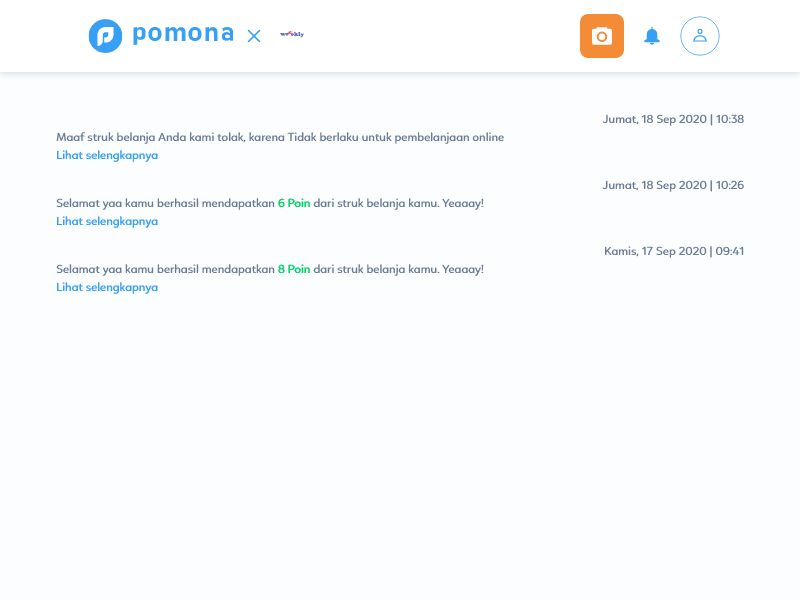 pomona
weekly
Jumat, 18 Sep 2020 | 10:38
Maaf struk belanja Anda kami tolak, karena Tidak berlaku untuk pembelanjaan online
Lihat selengkapnya
Jumat, 18 Sep 2020 | 10:26
Selamat yaa kamu berhasil mendapatkan 6 Poin dari struk belanja kamu. Yeaaay!
Lihat selengkapnya
Kamis, 17 Sep 2020 | 09:41
Selamat yaa kamu berhasil mendapatkan 8 Poin dari struk belanja kamu. Yeaaay!
Lihat selengkapnya